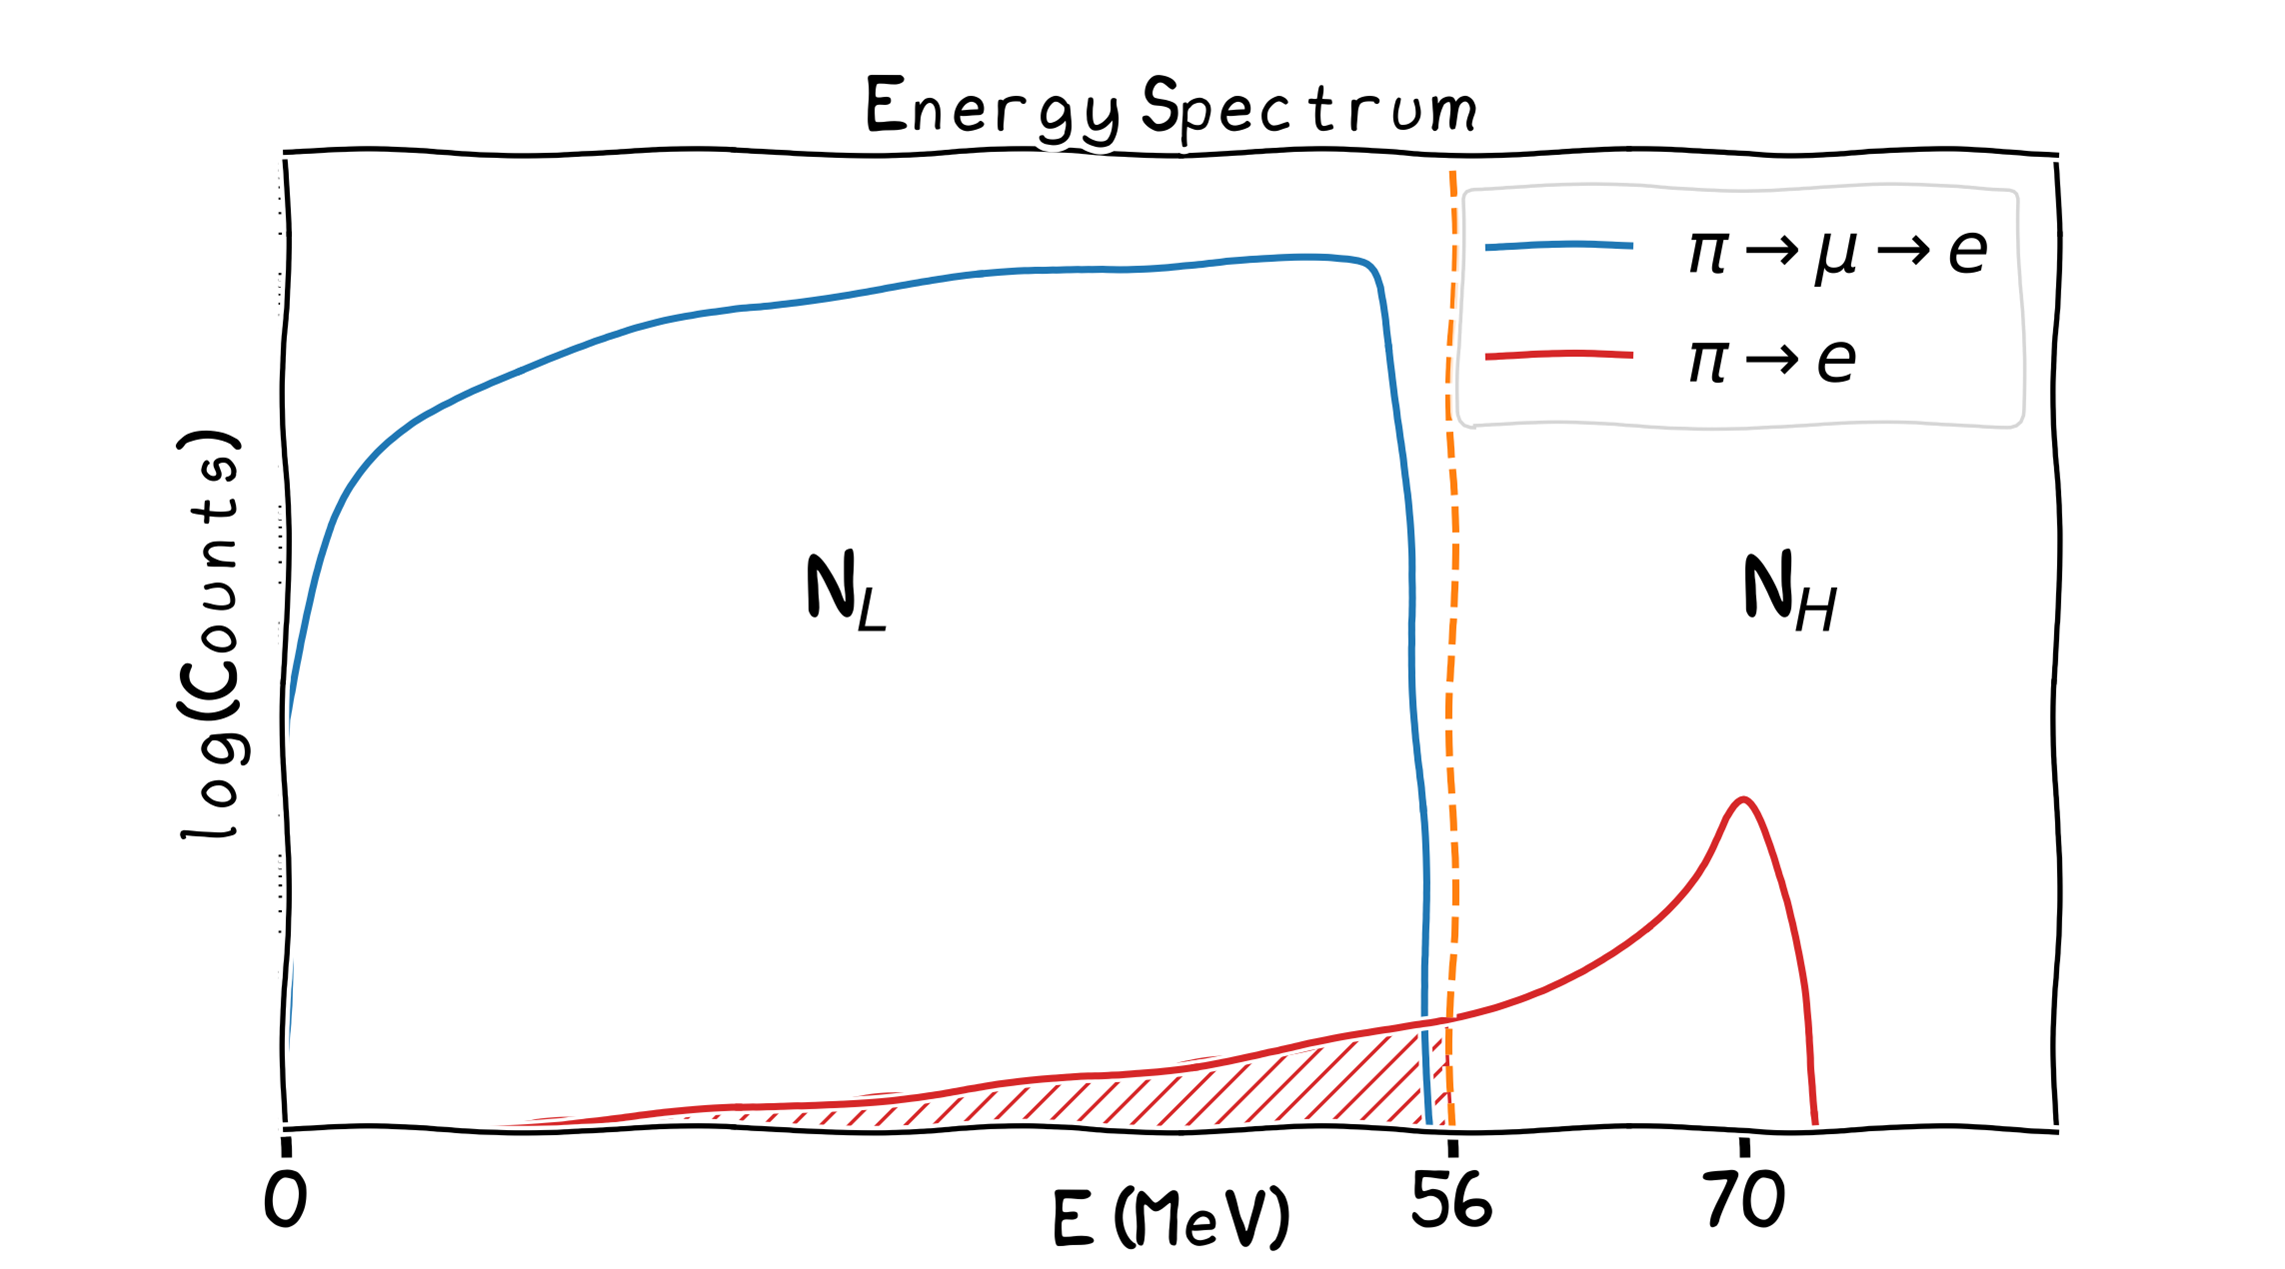 Energy Spectrum
π → μ → e
π → e
log(Counts)
N_L
N_H
0
56
70
E (MeV)